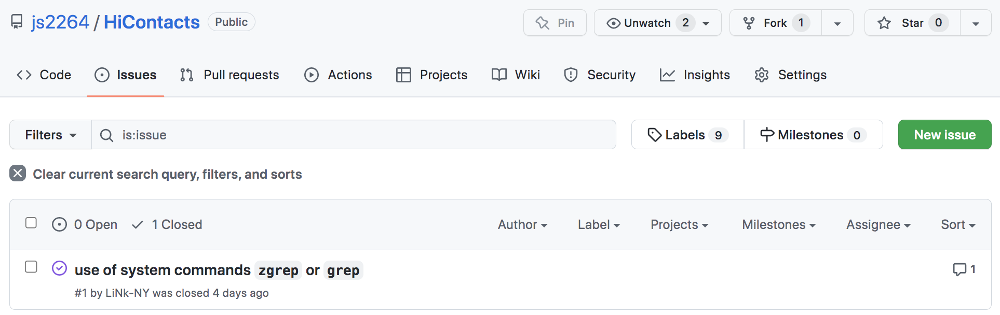 js2264 / HiContacts Public Pin Unwatch 2 Fork 1 Star 0
Code Issues Pull requests Actions Projects Wiki Security Insights Settings
Filters is:issue Labels 9 Milestones 0 New issue
Clear current search query, filters, and sorts
0 Open 1 Closed Author Label Projects Milestones Assignee Sort
use of system commands zgrep or grep 1
#1 by LiNk-NY was closed 4 days ago